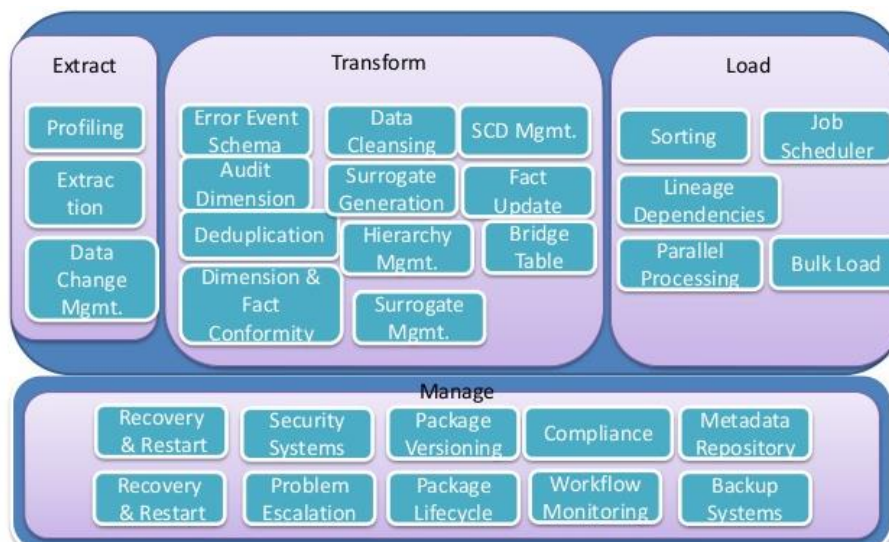 Extract
Profiling
Extrac
tion
Data
Change
Mgmt.
Transform
Error Event
Schema
Data
Cleansing
SCD Mgmt.
Audit
Dimension
Surrogate
Generation
Fact
Update
Deduplication
Hierarchy
Mgmt.
Bridge
Table
Dimension &
Fact
Conformity
Surrogate
Mgmt.
Load
Sorting
Job
Scheduler
Lineage
Dependencies
Parallel
Processing
Bulk Load
Manage
Recovery
& Restart
Security
Systems
Package
Versioning
Compliance
Metadata
Repository
Recovery
& Restart
Problem
Escalation
Package
Lifecycle
Workflow
Monitoring
Backup
Systems